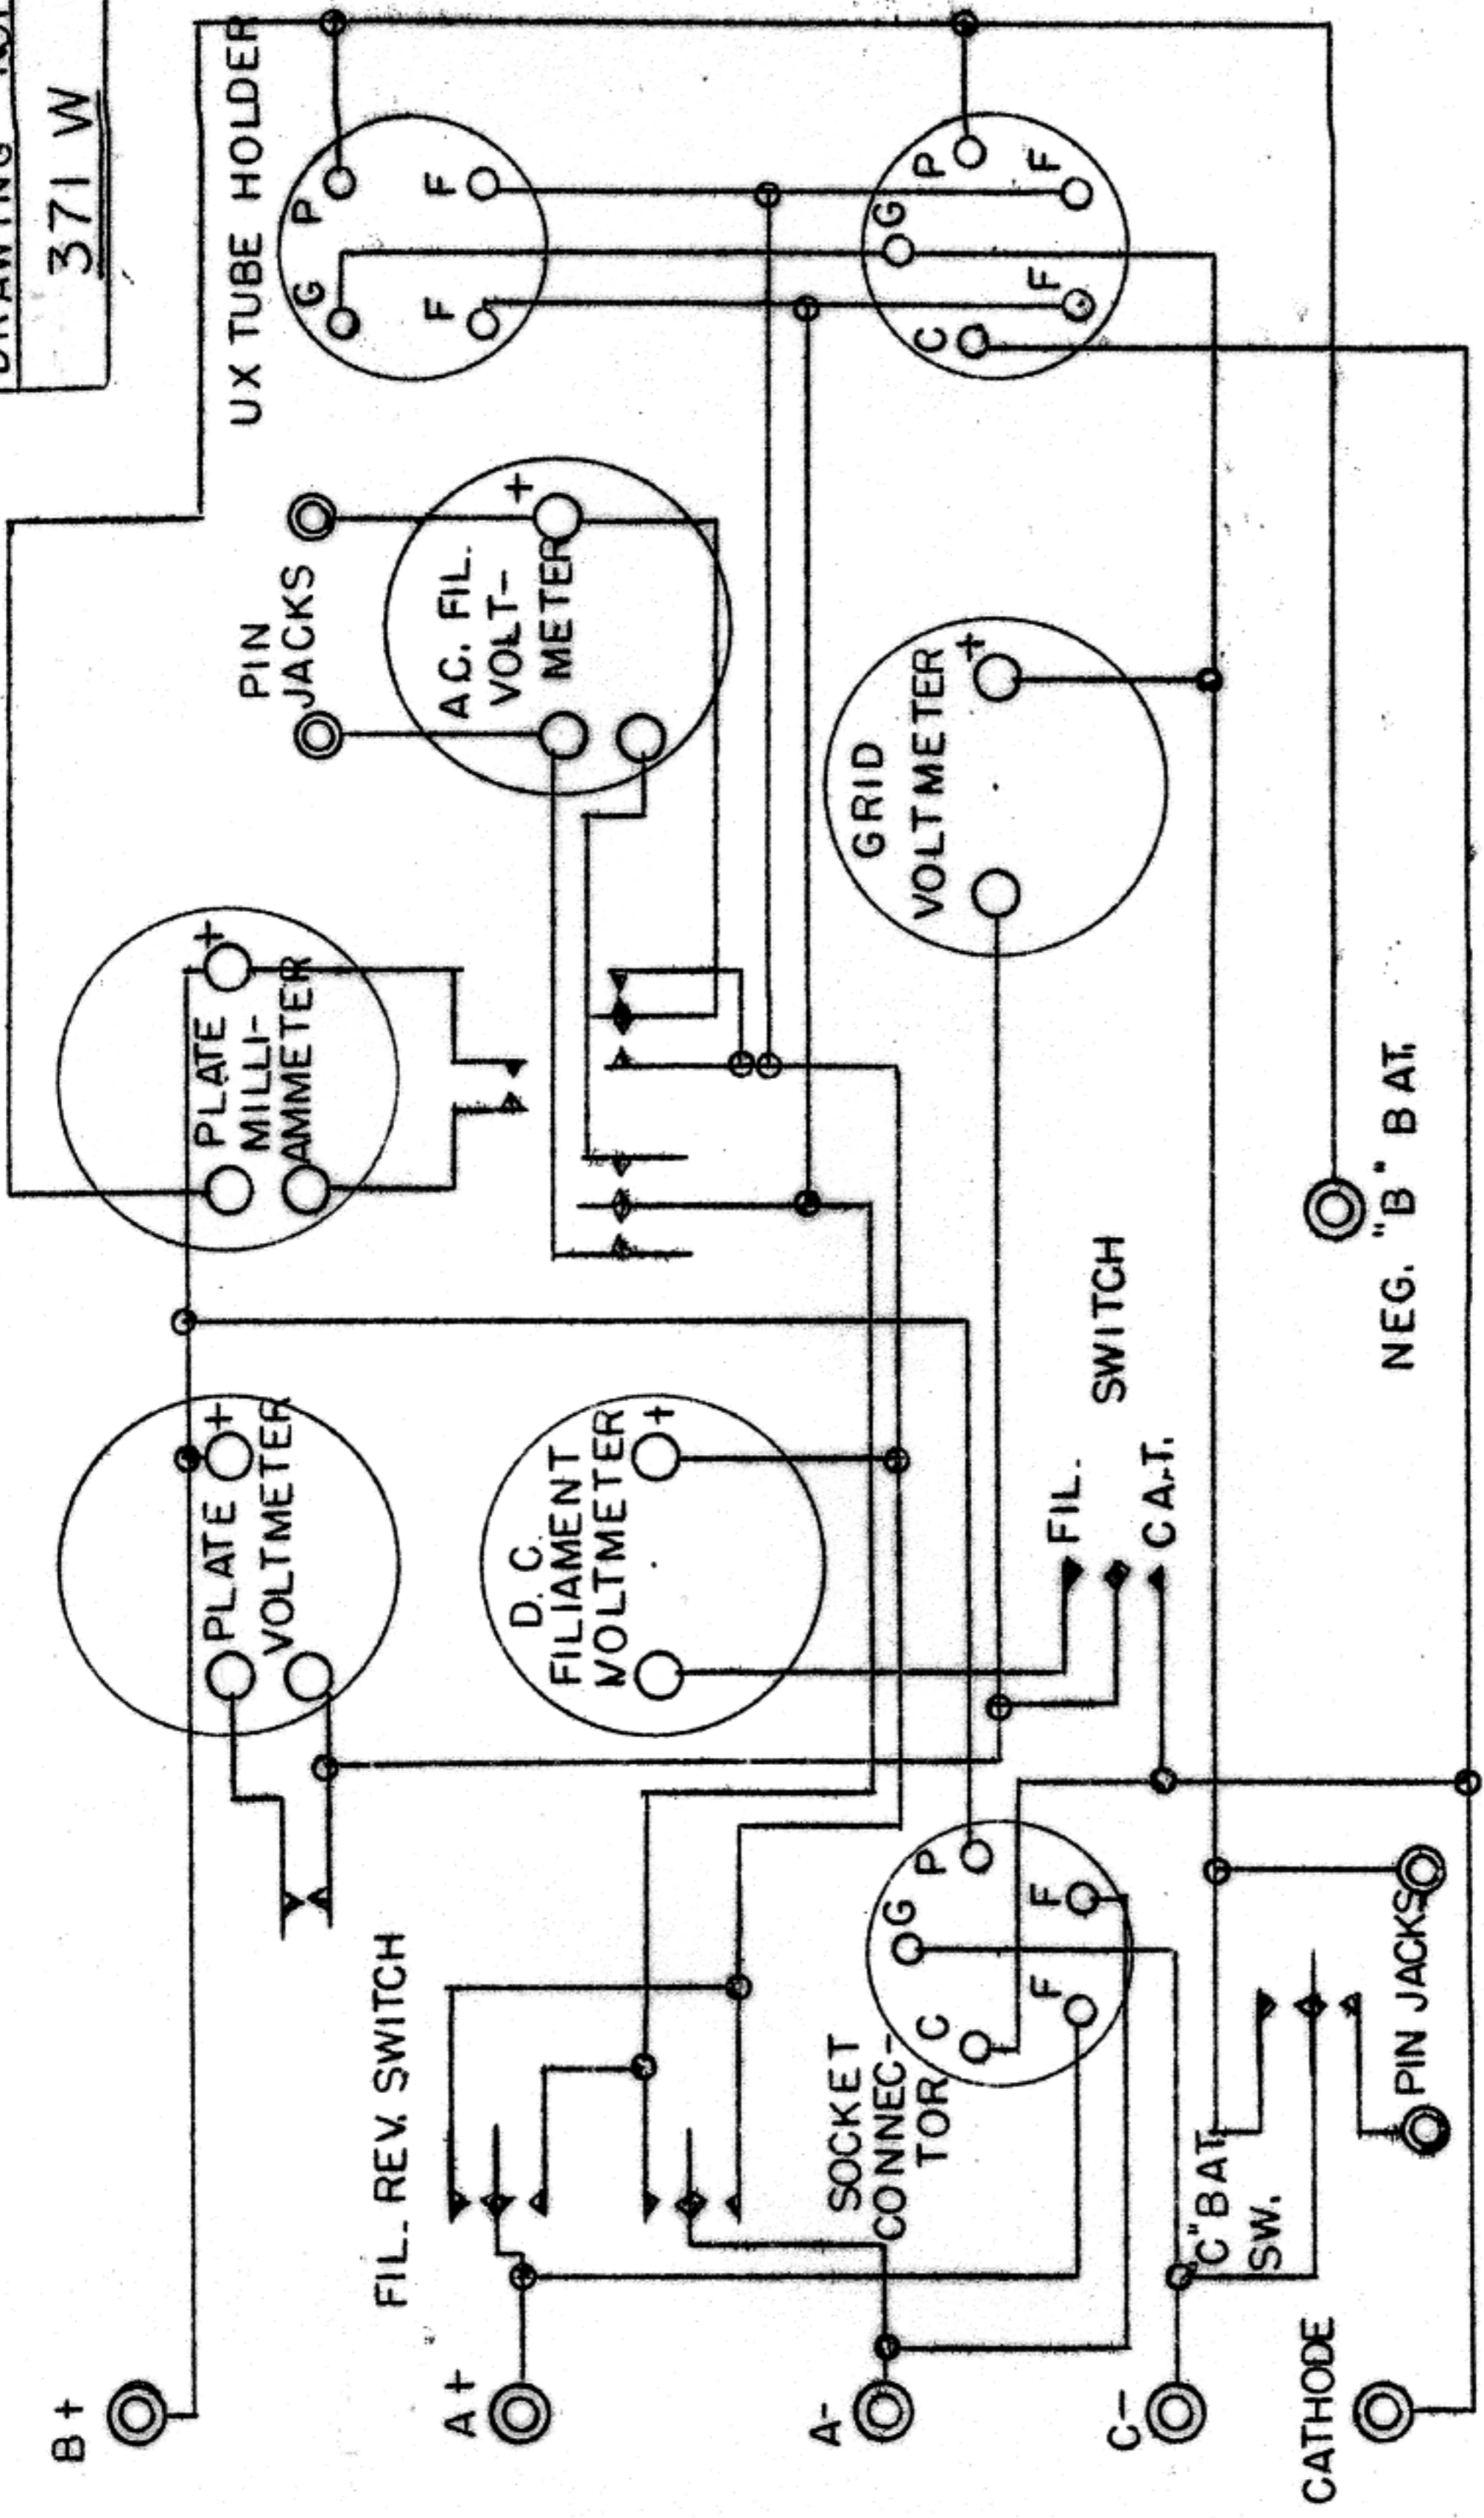 DRAWING NO.
371 W
UX TUBE HOLDER
P
G
F
F
P
G
F
F
C
PIN
JACKS
+
A.C. FIL.
VOLT-
METER
+
GRID
VOLTMETER
+
PLATE
MILLI-
AMMETER
+
PLATE
VOLTMETER
+
D. C.
FILIAMENT
VOLTMETER
FIL.
SWITCH
C.A.T.
NEG. "B" BAT.
FIL. REV. SWITCH
SOCKET
CONNEC-
TOR
P
G
F
F
C
"C" BAT
SW.
PIN JACKS
B+
A+
A-
C-
CATHODE